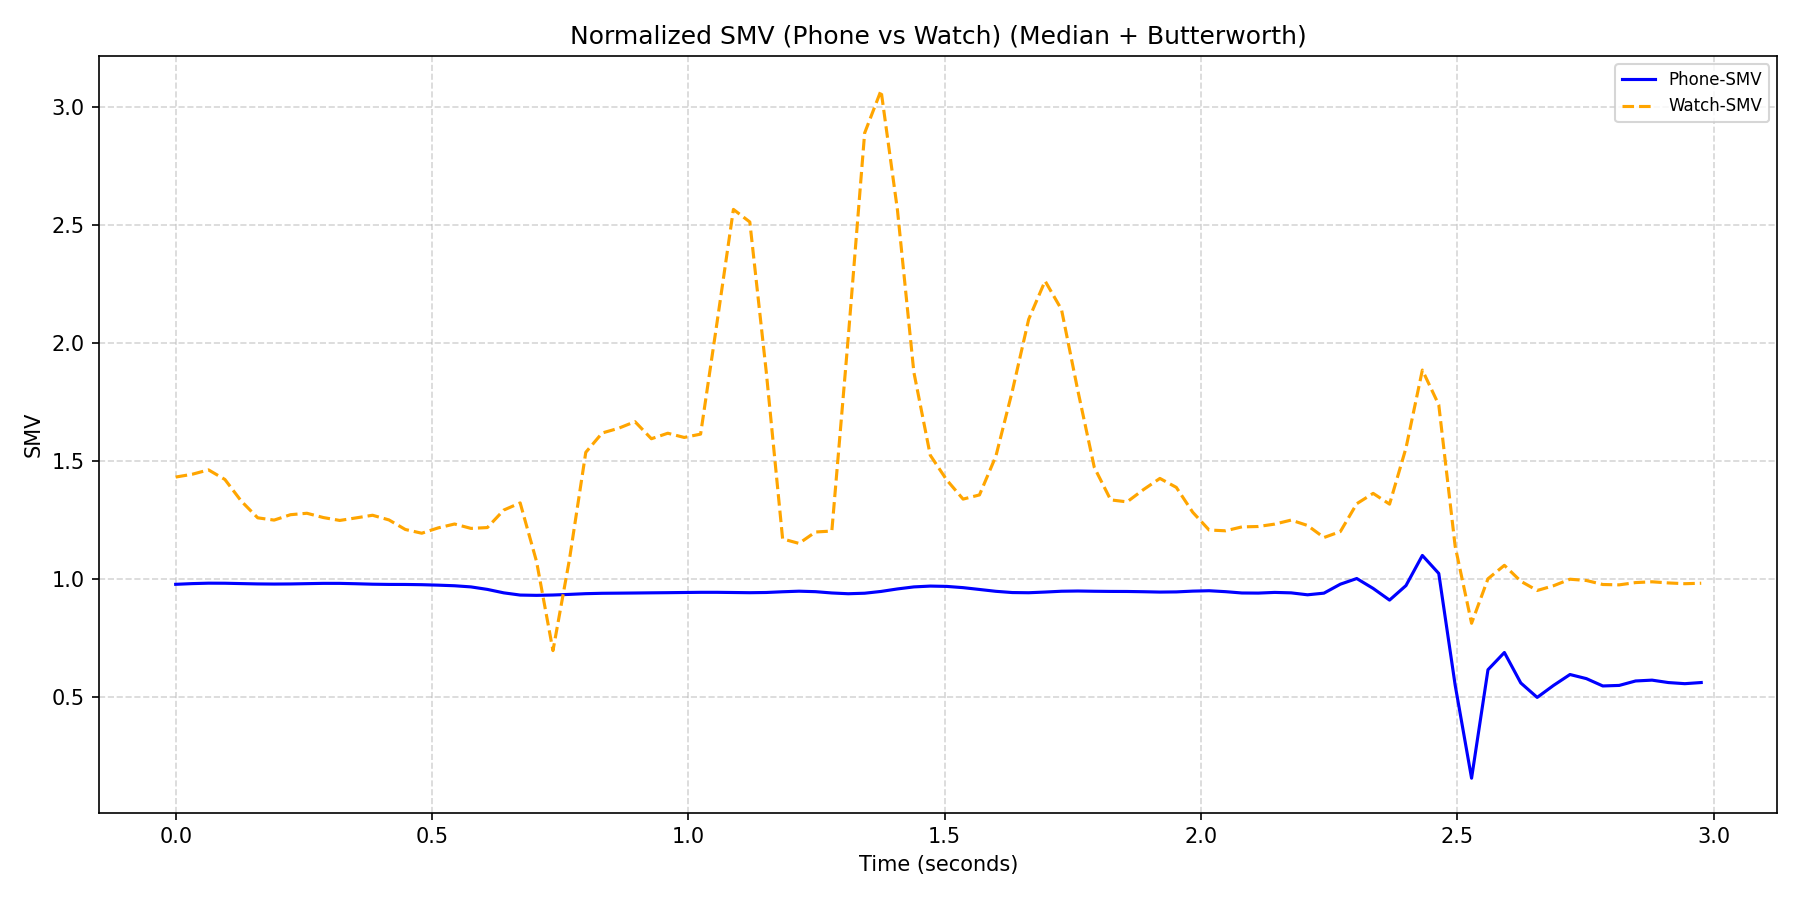 Normalized SMV (Phone vs Watch) (Median + Butterworth)
Phone-SMV
Watch-SMV
3.0
2.5
2.0
1.5
1.0
0.5
SMV
0.0 0.5 1.0 1.5 2.0 2.5 3.0
Time (seconds)